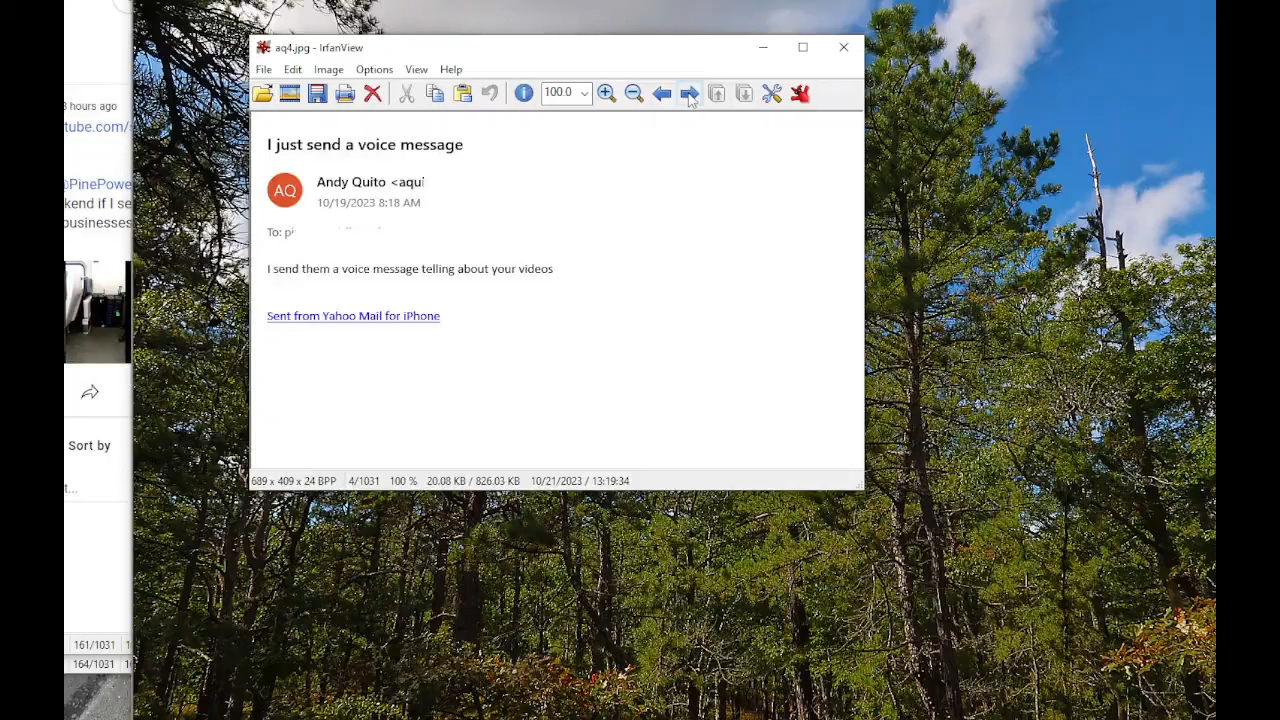 aq4.jpg - IrfanView
File Edit Image Options View Help
100.0
I just send a voice message
AQ
Andy Quito <aqui
10/19/2023 8:18 AM
To: pi
I send them a voice message telling about your videos
Sent from Yahoo Mail for iPhone
689 x 409 x 24 BPP 4/1031 100 % 20.08 KB / 826.03 KB 10/21/2023 / 13:19:34
hours ago
tube.com/
@PinePowe
kend if I se
businesses
Sort by
t...
161/1031
164/1031